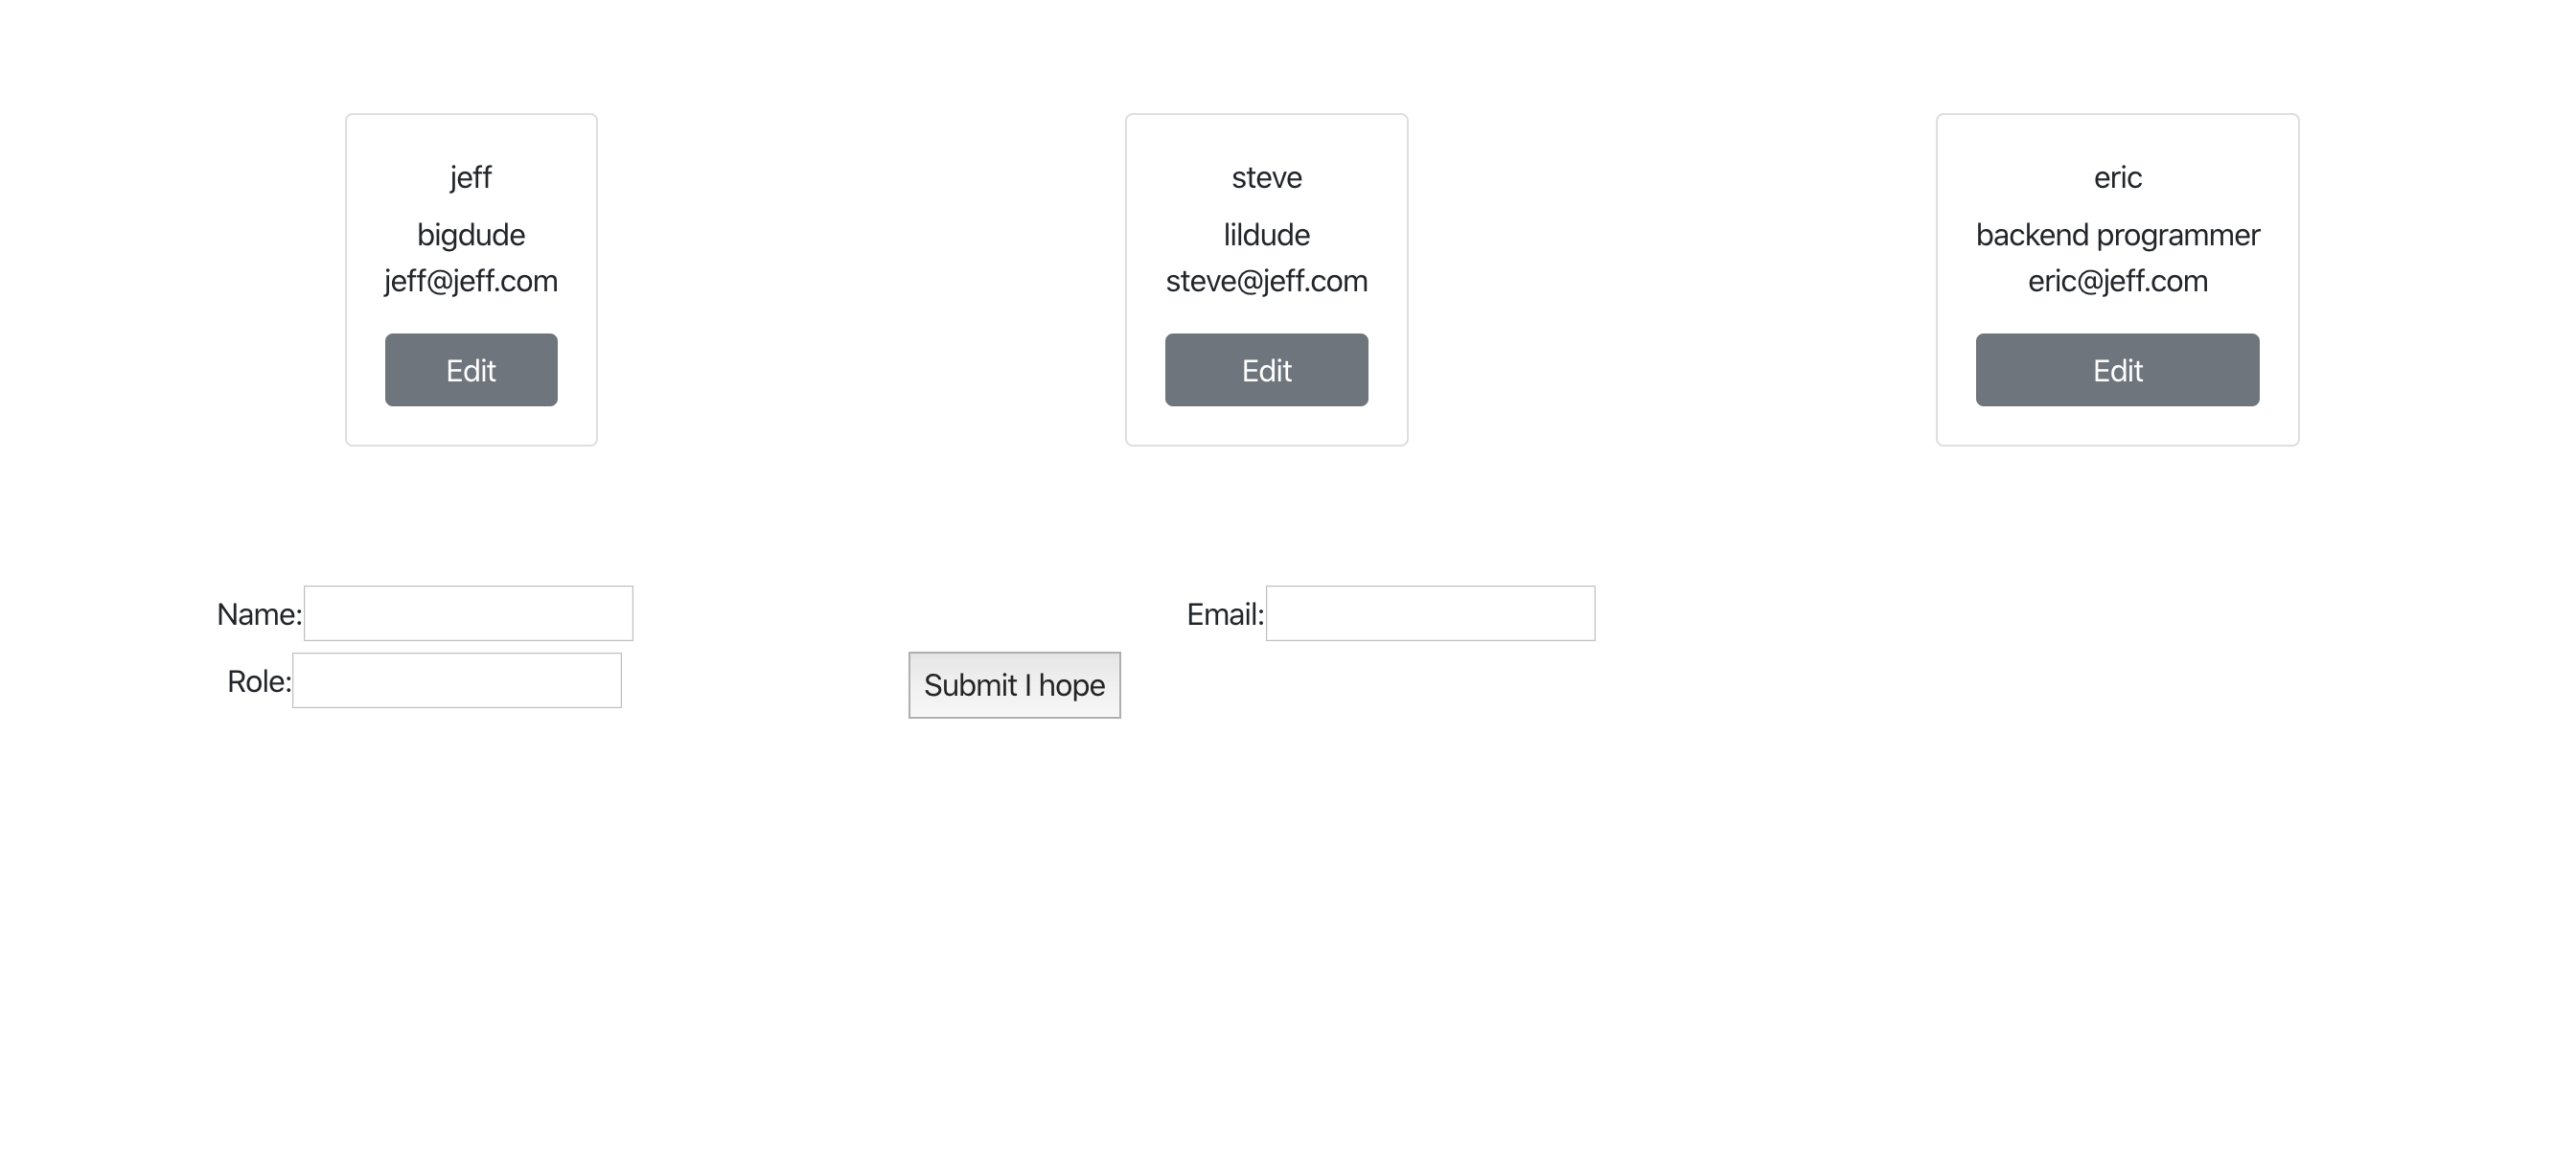 jeff
bigdude
jeff@jeff.com
Edit
steve
lildude
steve@jeff.com
Edit
eric
backend programmer
eric@jeff.com
Edit
Name:
Email:
Role:
Submit I hope